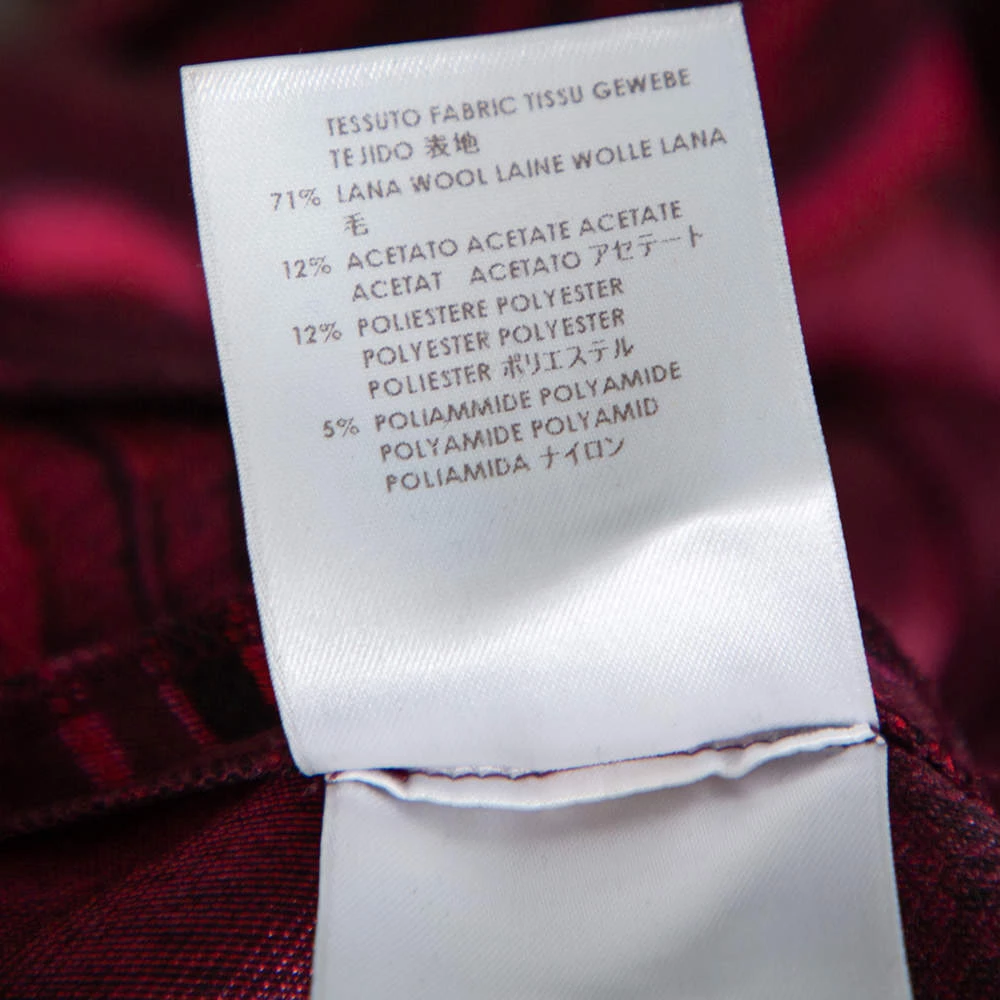 TESSUTO FABRIC TISSU GEWEBE
TEJIDO 表地
71% LANA WOOL LAINE WOLLE LANA
毛
12% ACETATO ACETATE ACETATE
ACETAT ACETATO アセテート
12% POLIESTERE POLYESTER
POLYESTER POLYESTER
POLIESTER ポリエステル
5% POLIAMMIDE POLYAMIDE
POLYAMIDE POLYAMID
POLIAMIDA ナイロン